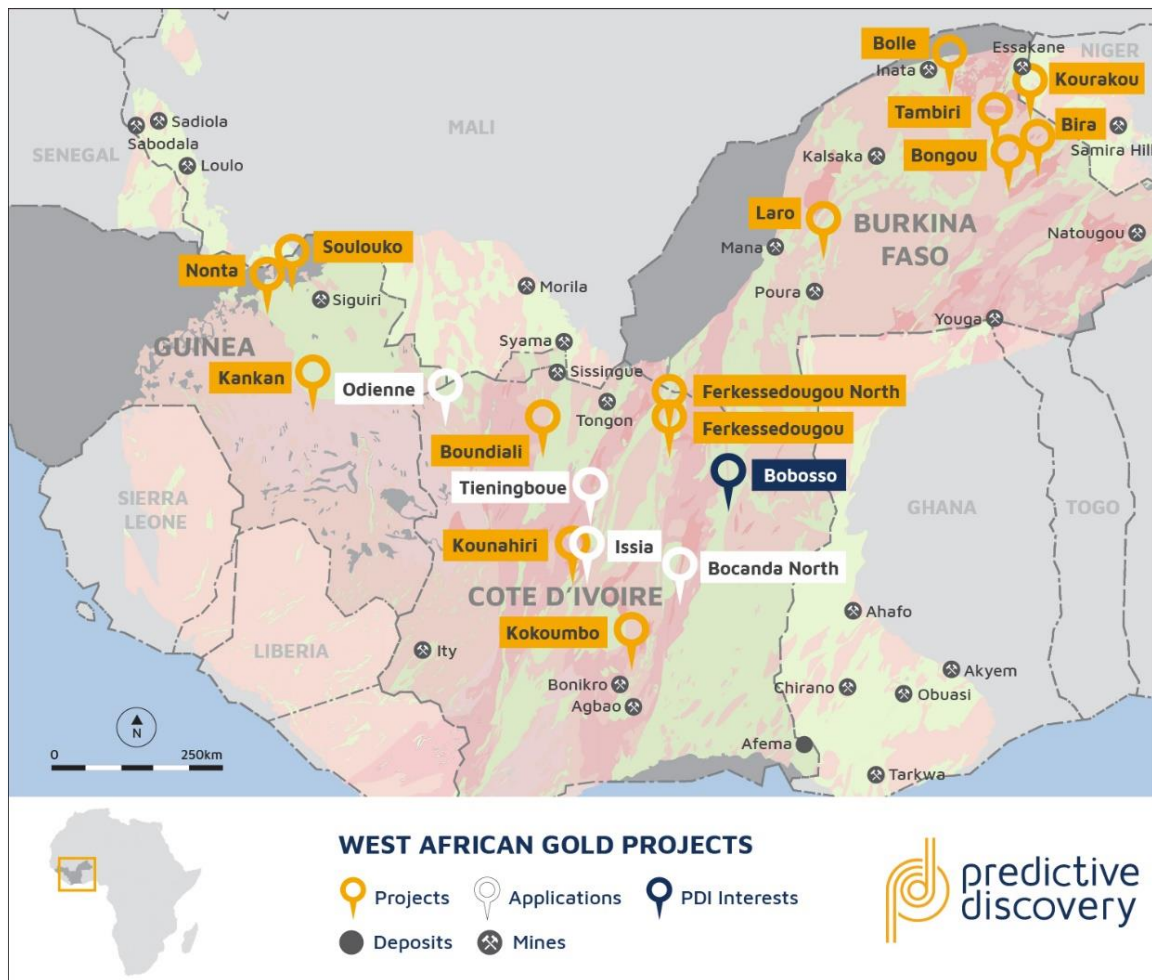 Bolle
Inata
Essakane
NIGER
Kourakou
Tambiri
Bira
Samira Hill
Bongou
Kalsaka
Sadiola
Sabodala
SENEGAL
Loulo
MALI
Laro
BURKINA
FASO
Natougou
Mana
Poura
Youga
Soulouko
Nonta
Siguiri
Morila
GUINEA
Syama
Sissingue
Kankan
Odienne
Tongon
Ferkessedougou North
Ferkessedougou
Boundiali
Bobosso
Tieningboue
SIERRA
LEONE
GHANA
TOGO
Kounahiri
Issia
Bocanda North
COTE D'IVOIRE
Kokoumbo
Ahafo
LIBERIA
Ity
Bonikro
Agbao
Akyem
Chirano
Obuasi
Afema
Tarkwa
N
0 250km
WEST AFRICAN GOLD PROJECTS
Projects
Applications
PDI Interests
Deposits
Mines
predictive
discovery